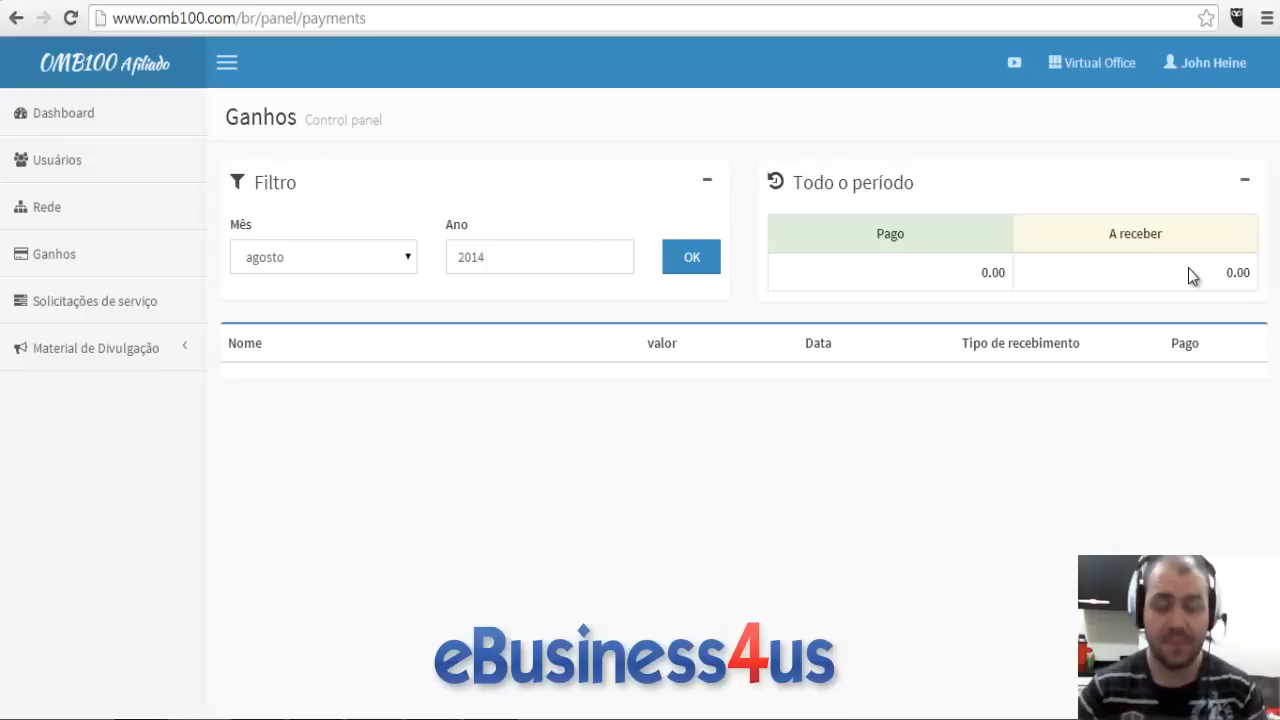 www.omb100.com/br/panel/payments
OMB100 Afiliado
Virtual Office
John Heine
Dashboard
Usuários
Rede
Ganhos
Solicitações de serviço
Material de Divulgação
Ganhos Control panel
Filtro
Mês
Ano
agosto
2014
OK
Todo o período
Pago
A receber
0.00
0.00
Nome
valor
Data
Tipo de recebimento
Pago
eBusiness4us